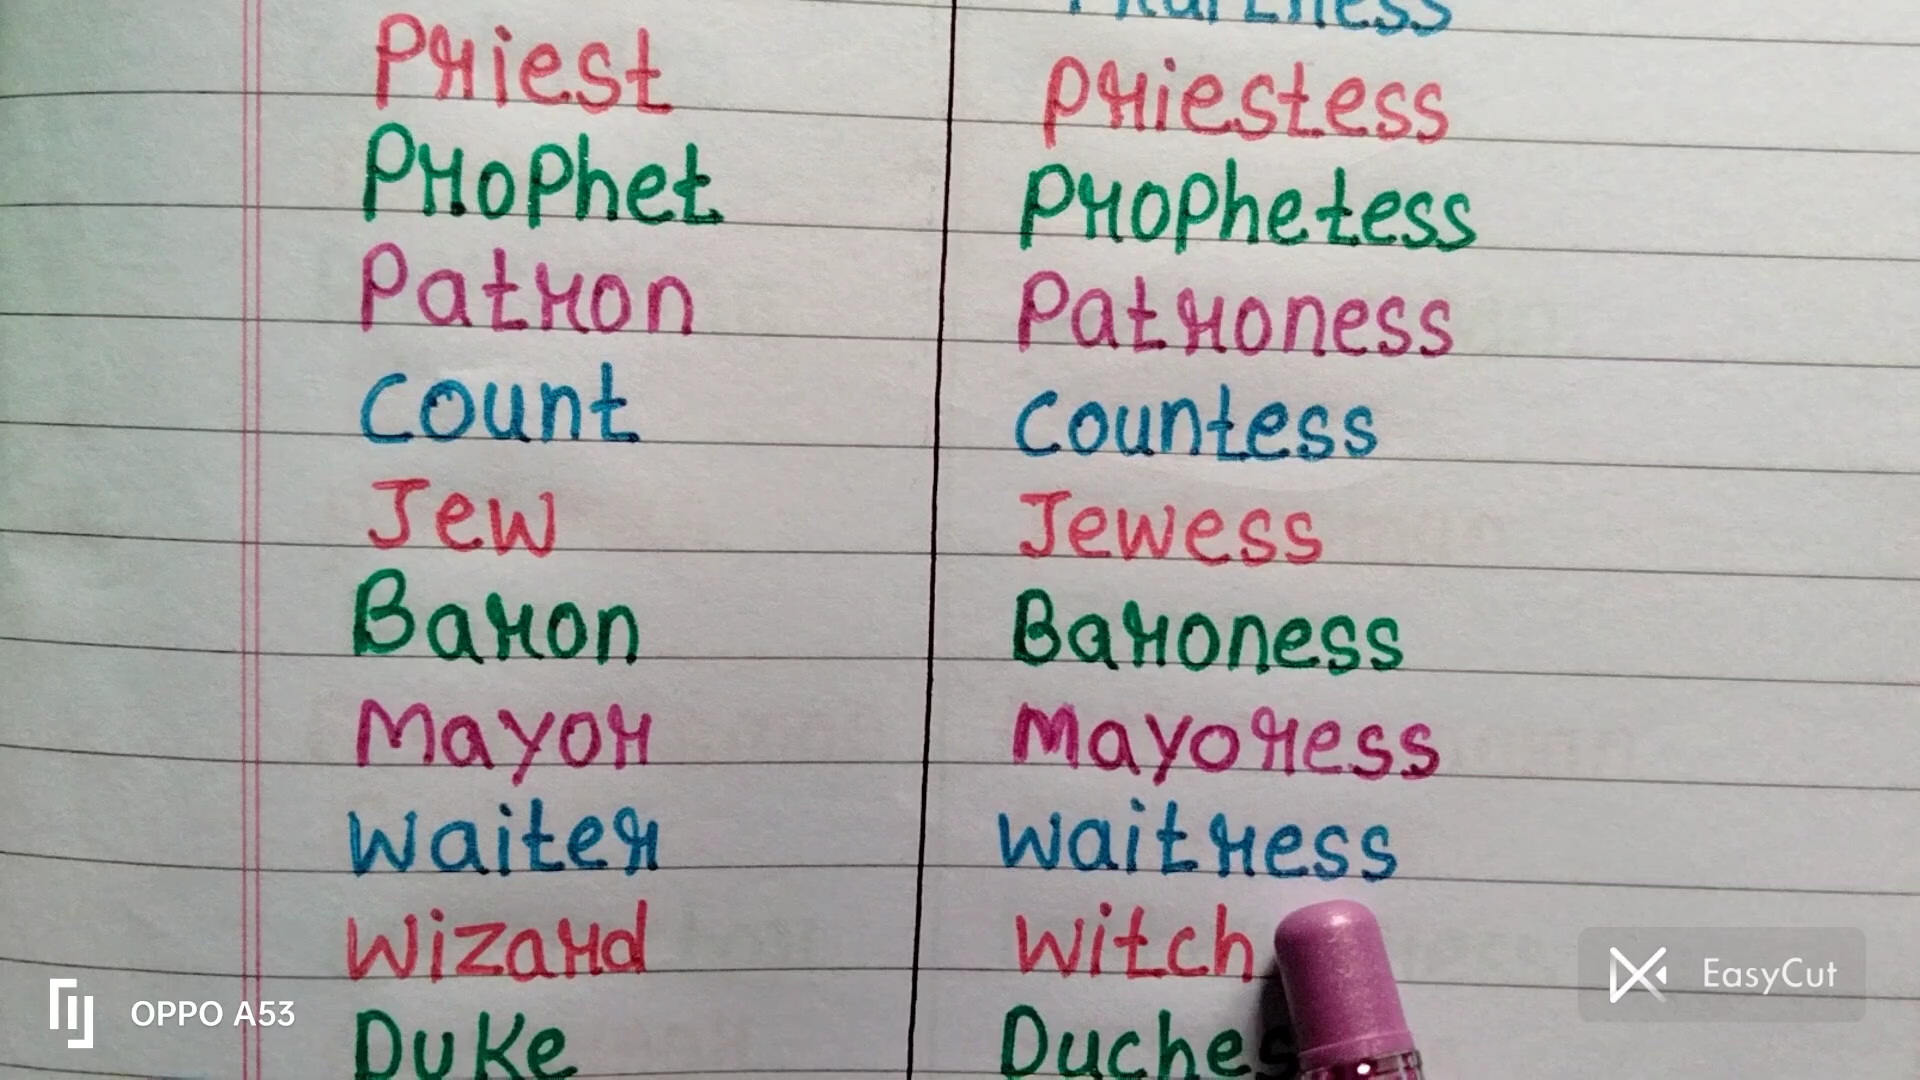 Priest Priestess
Prophet Prophetess
Patron Patroness
Count Countess
Jew Jewess
Baron Baroness
Mayor Mayoress
Waiter Waitress
Wizard Witch
Duke Duches
OPPO A53
EasyCut